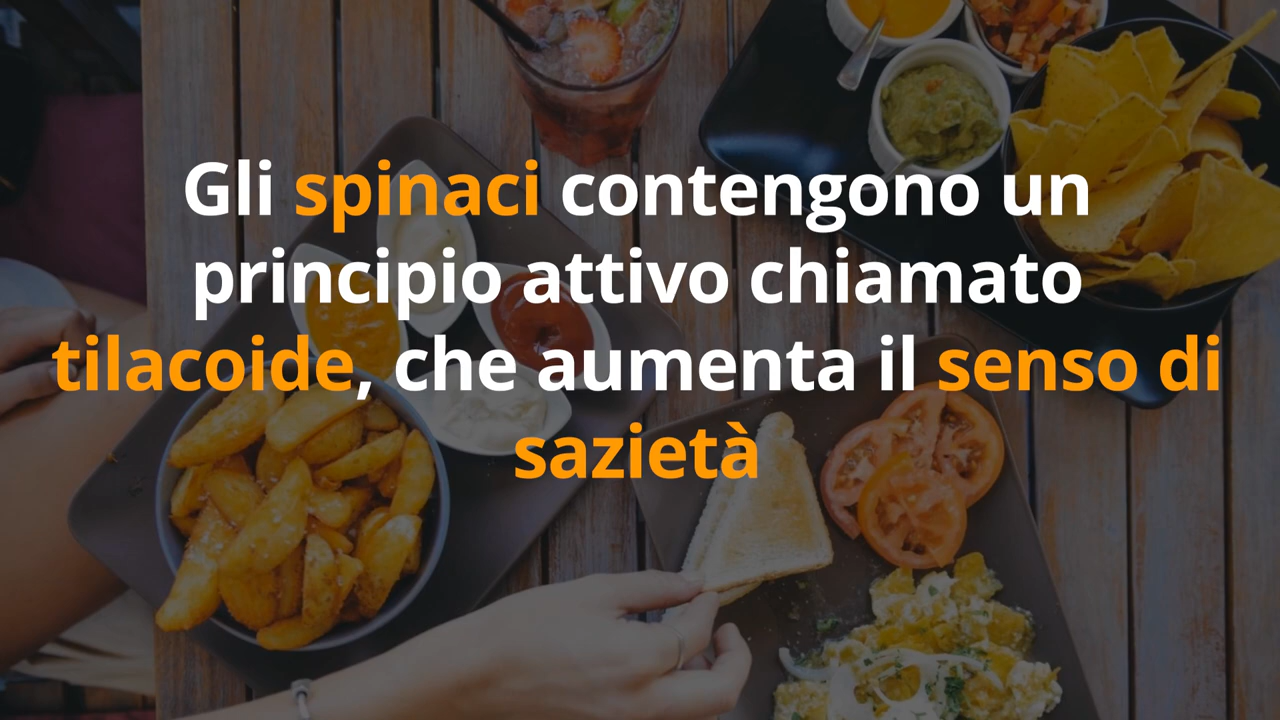 Gli spinaci contengono un
principio attivo chiamato
tilacoide, che aumenta il senso di
sazietà